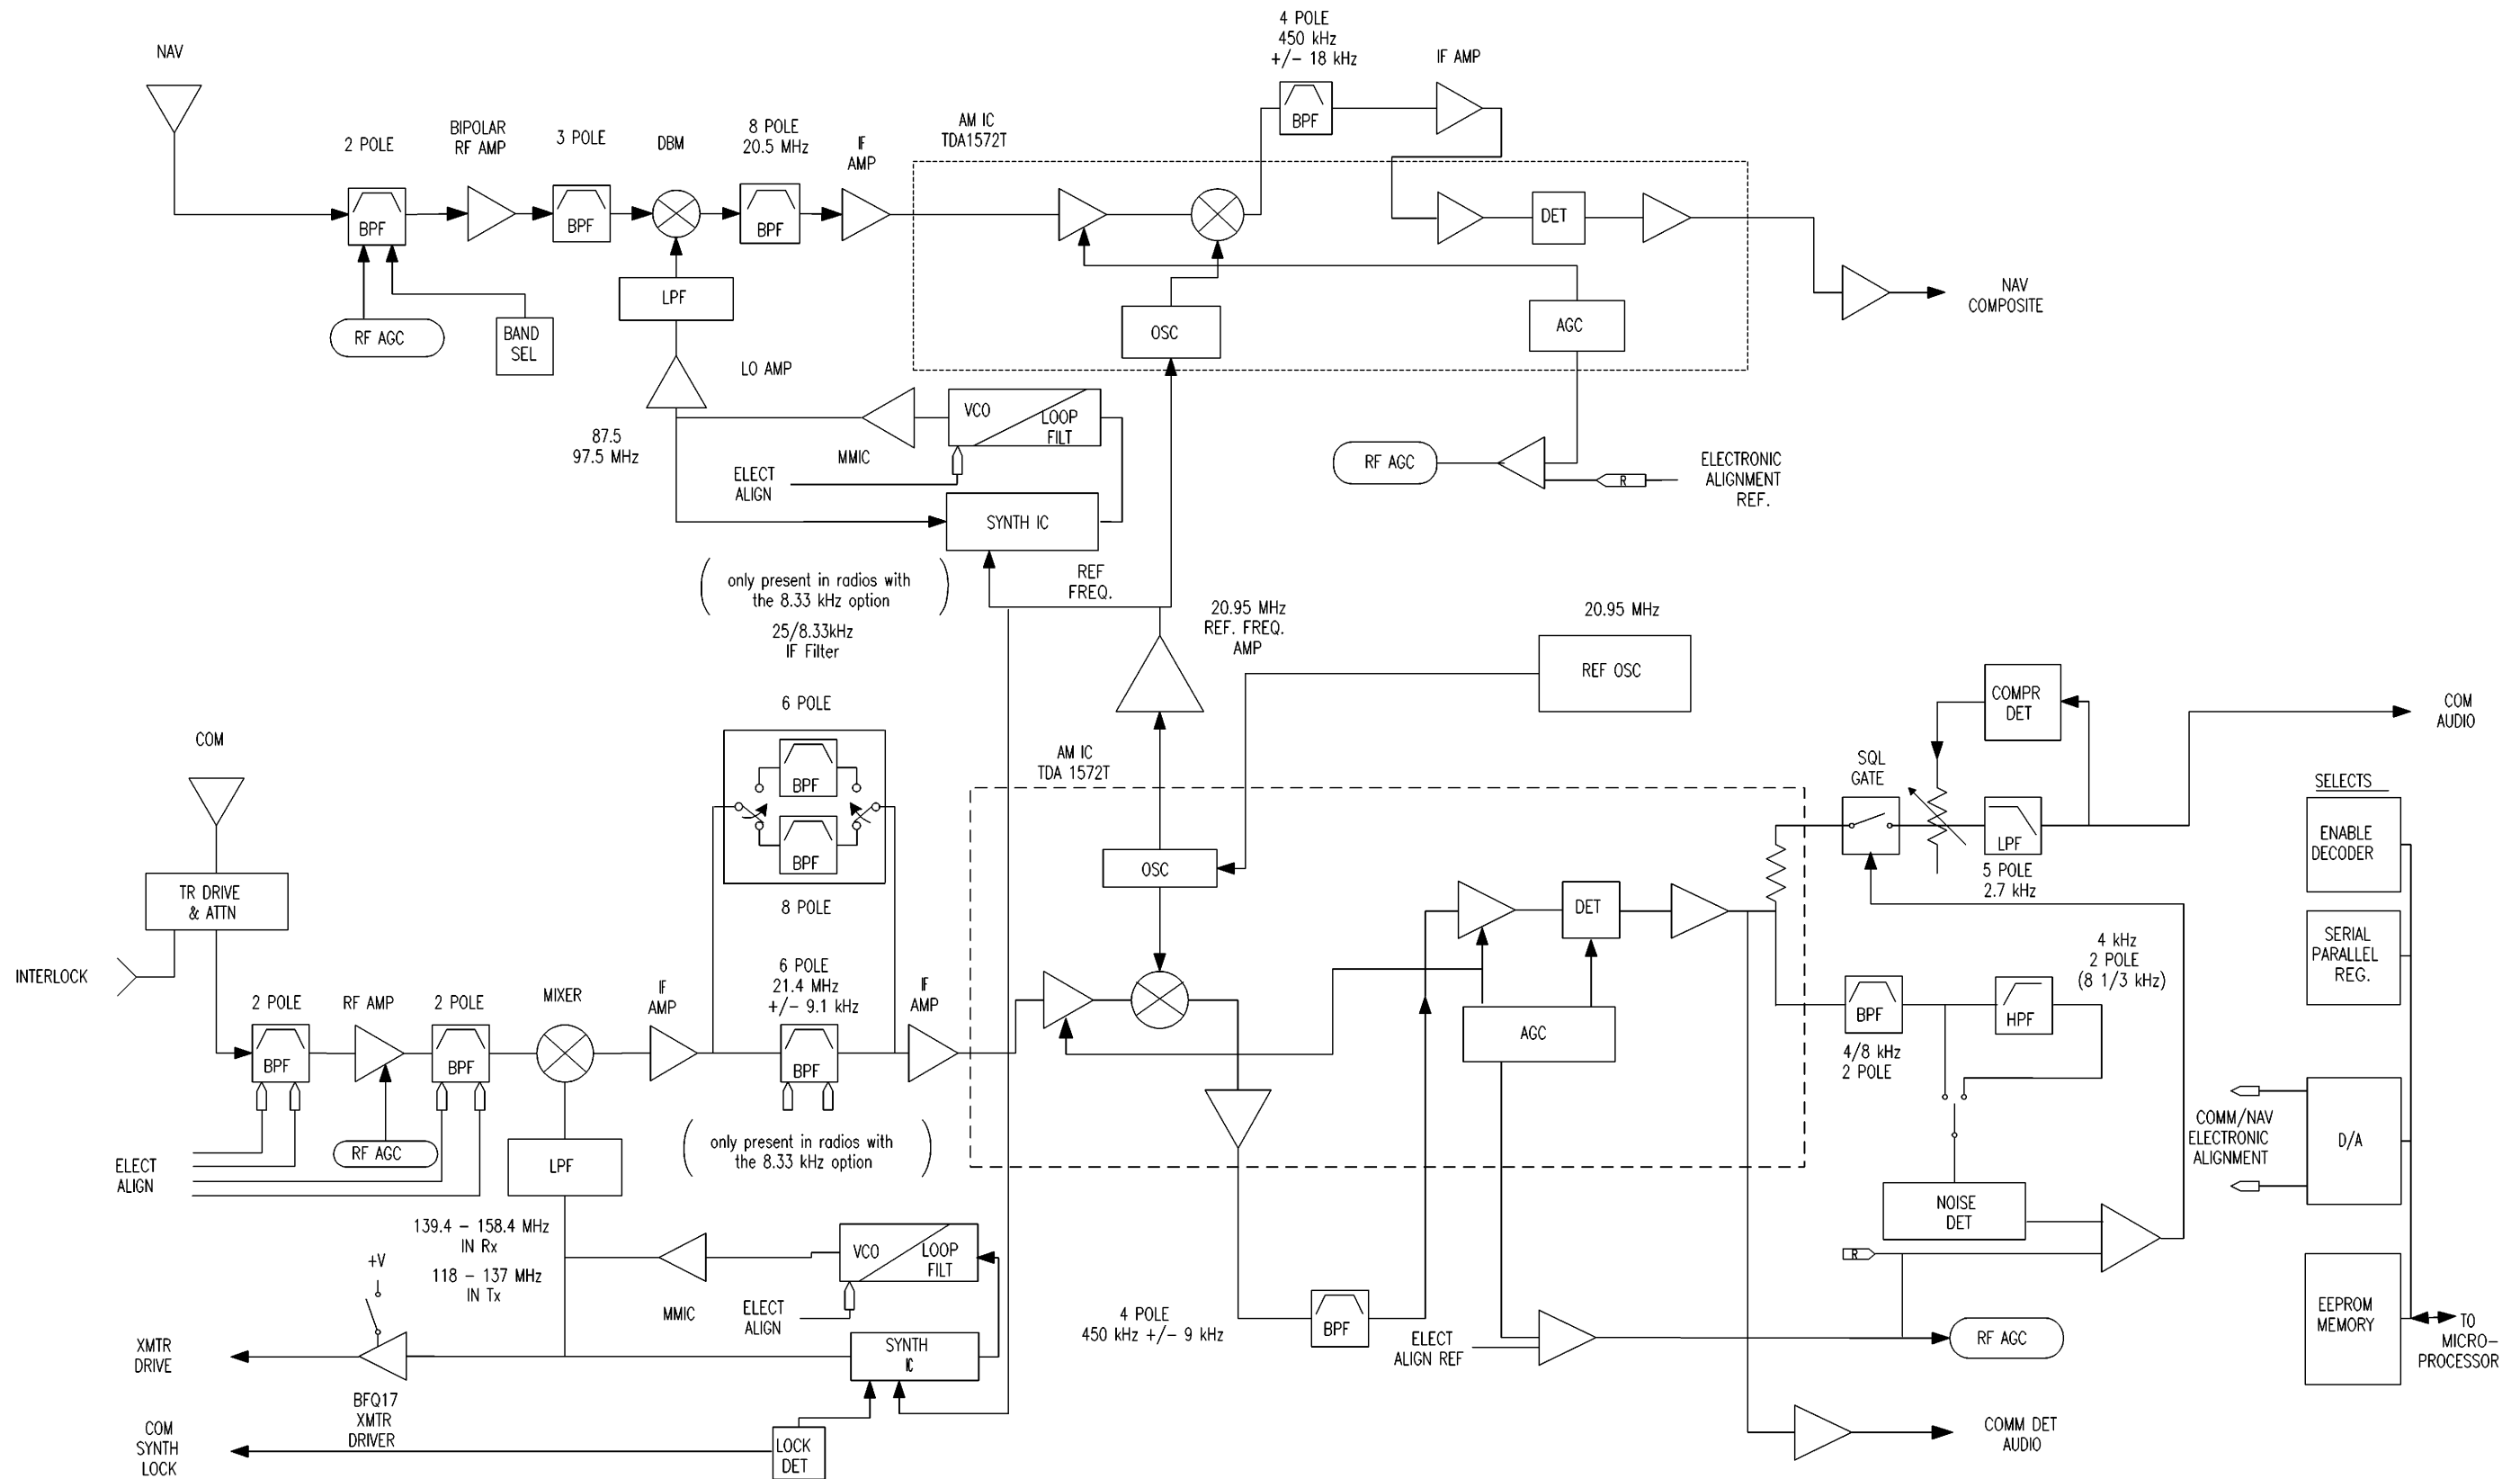 4 POLE
450 kHz
+/- 18 kHz
NAV
IF AMP
BPF
AM IC
TDA1572T
2 POLE
BIPOLAR
RF AMP
3 POLE
DBM
8 POLE
20.5 MHz
IF
AMP
BPF
BPF
BPF
DET
LPF
RF AGC
BAND
SEL
OSC
AGC
NAV
COMPOSITE
LO AMP
87.5
97.5 MHz
MMIC
VCO
LOOP
FILT
ELECT
ALIGN
SYNTH IC
RF AGC
R
ELECTRONIC
ALIGNMENT
REF.
only present in radios with
the 8.33 kHz option
25/8.33kHz
IF Filter
REF
FREQ.
20.95 MHz
REF. FREQ.
AMP
20.95 MHz
REF OSC
COMPR
DET
COM
AUDIO
6 POLE
BPF
BPF
8 POLE
COM
AM IC
TDA 1572T
SQL
GATE
LPF
5 POLE
2.7 kHz
SELECTS
ENABLE
DECODER
SERIAL
PARALLEL
REG.
TR DRIVE
& ATTN
INTERLOCK
OSC
DET
4 kHz
2 POLE
(8 1/3 kHz)
2 POLE
RF AMP
2 POLE
MIXER
IF
AMP
6 POLE
21.4 MHz
+/- 9.1 kHz
IF
AMP
BPF
BPF
BPF
AGC
BPF
HPF
4/8 kHz
2 POLE
ELECT
ALIGN
RF AGC
LPF
only present in radios with
the 8.33 kHz option
COMM/NAV
ELECTRONIC
ALIGNMENT
D/A
NOISE
DET
R
139.4 - 158.4 MHz
IN Rx
118 - 137 MHz
IN Tx
+V
VCO
LOOP
FILT
MMIC
ELECT
ALIGN
4 POLE
450 kHz +/- 9 kHz
BPF
ELECT
ALIGN REF
RF AGC
EEPROM
MEMORY
TO
MICRO-
PROCESSOR
XMTR
DRIVE
SYNTH
IC
BFQ17
XMTR
DRIVER
COM
SYNTH
LOCK
LOCK
DET
COMM DET
AUDIO